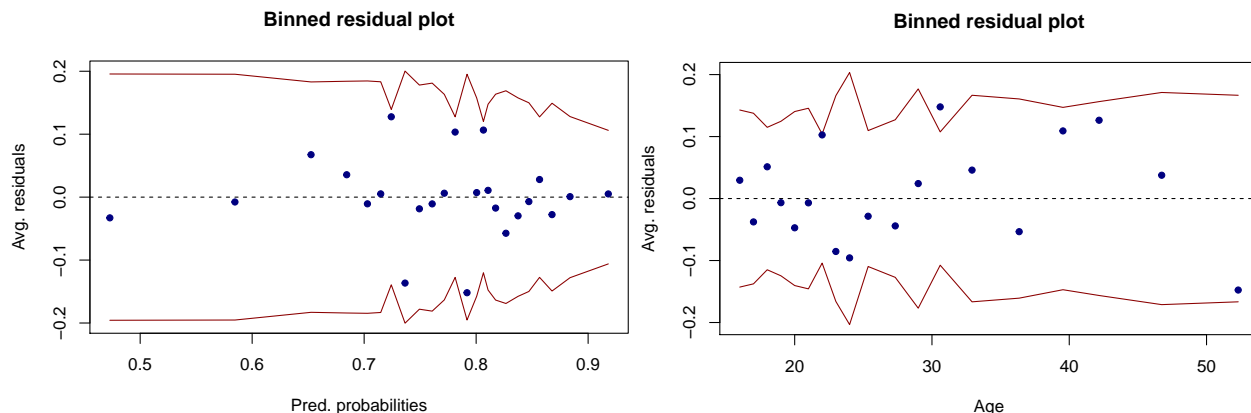 Binned residual plot
Avg. residuals
0.2
0.1
0.0
−0.1
−0.2
0.5 0.6 0.7 0.8 0.9
Pred. probabilities
Binned residual plot
Avg. residuals
0.2
0.1
0.0
−0.1
−0.2
20 30 40 50
Age